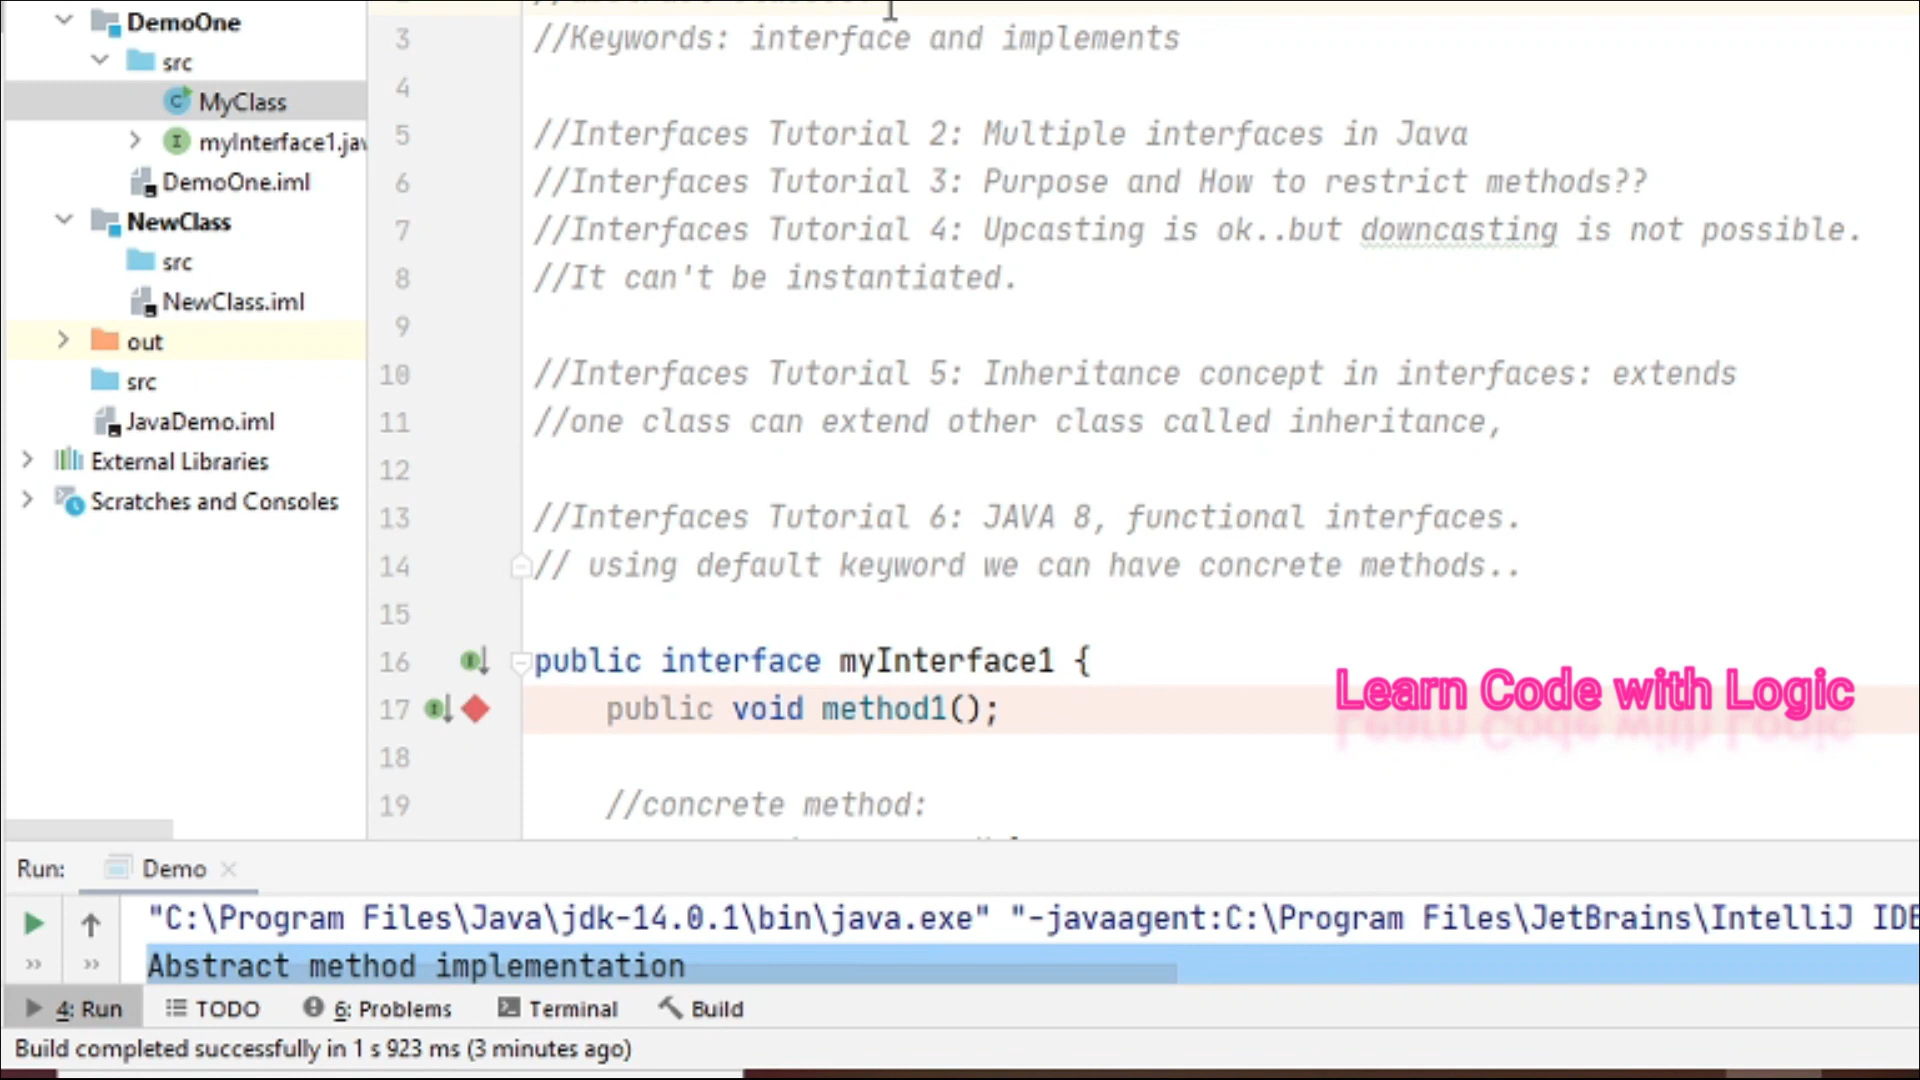 DemoOne
src
MyClass
myInterface1.jav
DemoOne.iml
NewClass
src
NewClass.iml
out
src
JavaDemo.iml
External Libraries
Scratches and Consoles
3 //Keywords: interface and implements
4
5 //Interfaces Tutorial 2: Multiple interfaces in Java
6 //Interfaces Tutorial 3: Purpose and How to restrict methods??
7 //Interfaces Tutorial 4: Upcasting is ok..but downcasting is not possible.
8 //It can't be instantiated.
9
10 //Interfaces Tutorial 5: Inheritance concept in interfaces: extends
11 //one class can extend other class called inheritance,
12
13 //Interfaces Tutorial 6: JAVA 8, functional interfaces.
14 // using default keyword we can have concrete methods..
15
16 public interface myInterface1 {
17 public void method1();
18
19 //concrete method:
Learn Code with Logic
Run: Demo
"C:\Program Files\Java\jdk-14.0.1\bin\java.exe" "-javaagent:C:\Program Files\JetBrains\IntelliJ IDE
Abstract method implementation
4: Run TODO 6: Problems Terminal Build
Build completed successfully in 1 s 923 ms (3 minutes ago)